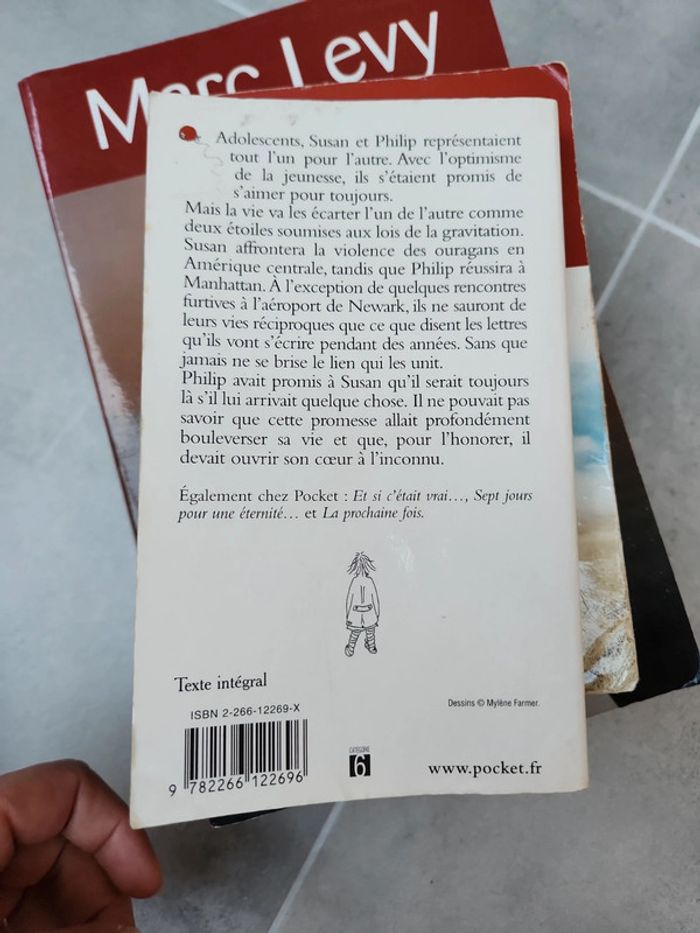 Marc Levy
Adolescents, Susan et Philip représentaient
tout l'un pour l'autre. Avec l'optimisme
de la jeunesse, ils s'étaient promis de
s'aimer pour toujours.
Mais la vie va les écarter l'un de l'autre comme
deux étoiles soumises aux lois de la gravitation.
Susan affrontera la violence des ouragans en
Amérique centrale, tandis que Philip réussira à
Manhattan. À l'exception de quelques rencontres
furtives à l'aéroport de Newark, ils ne sauront de
leurs vies réciproques que ce que disent les lettres
qu'ils vont s'écrire pendant des années. Sans que
jamais ne se brise le lien qui les unit.
Philip avait promis à Susan qu'il serait toujours
là s'il lui arrivait quelque chose. Il ne pouvait pas
savoir que cette promesse allait profondément
bouleverser sa vie et que, pour l'honorer, il
devait ouvrir son cœur à l'inconnu.
Également chez Pocket : Et si c'était vrai…, Sept jours
pour une éternité… et La prochaine fois.
Texte intégral
Dessins © Mylène Farmer.
ISBN 2-266-12269-X
CATÉGORIE
6
9 782266 122696
www.pocket.fr